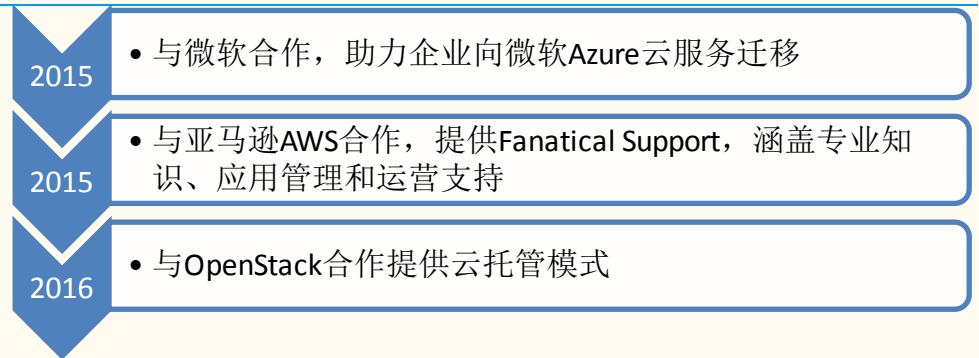 2015
• 与微软合作，助力企业向微软Azure云服务迁移
2015
• 与亚马逊AWS合作，提供Fanatical Support，涵盖专业知
识、应用管理和运营支持
2016
• 与OpenStack合作提供云托管模式